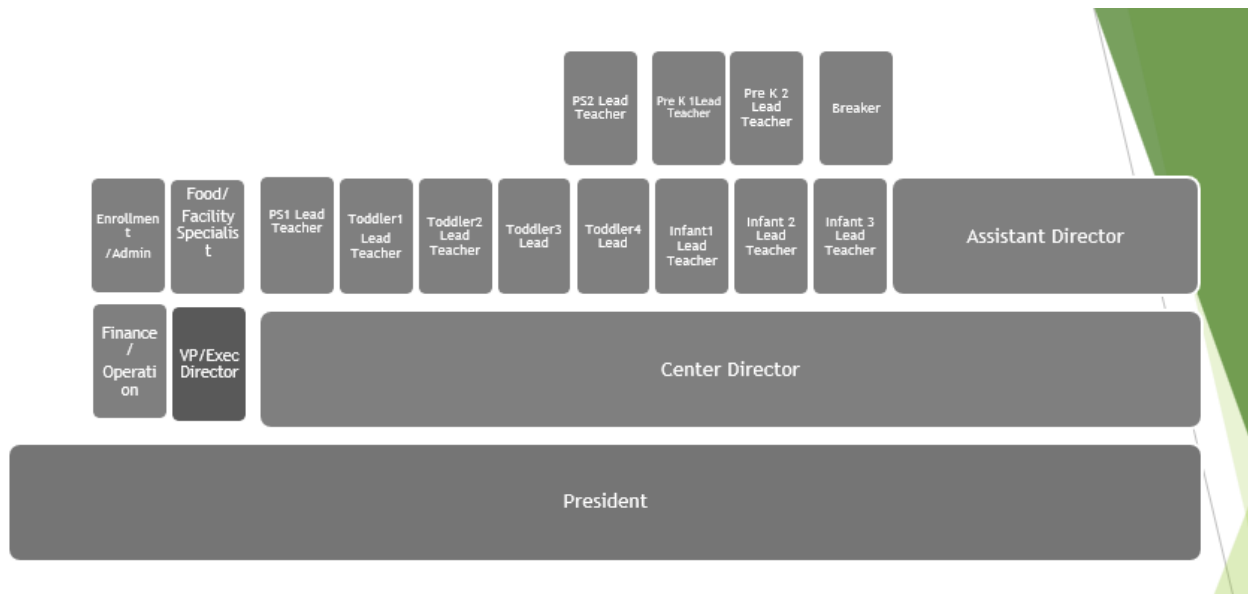 PS2 Lead
Teacher
Pre K 1Lead
Teacher
Pre K 2
Lead
Teacher
Breaker
Enrollmen
t
/Admin
Food/
Facility
Specialis
t
PS1 Lead
Teacher
Toddler1
Lead
Teacher
Toddler2
Lead
Teacher
Toddler3
Lead
Toddler4
Lead
Infant1
Lead
Teacher
Infant 2
Lead
Teacher
Infant 3
Lead
Teacher
Assistant Director
Finance
/
Operati
on
VP/Exec
Director
Center Director
President